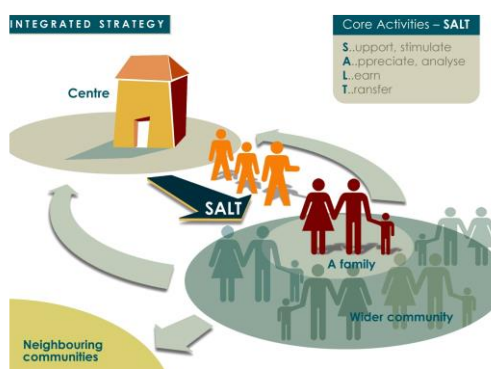 INTEGRATED STRATEGY
Core Activities – SALT
S..upport, stimulate
A..ppreciate, analyse
L..earn
T..ransfer
Centre
SALT
A family
Wider community
Neighbouring
communities